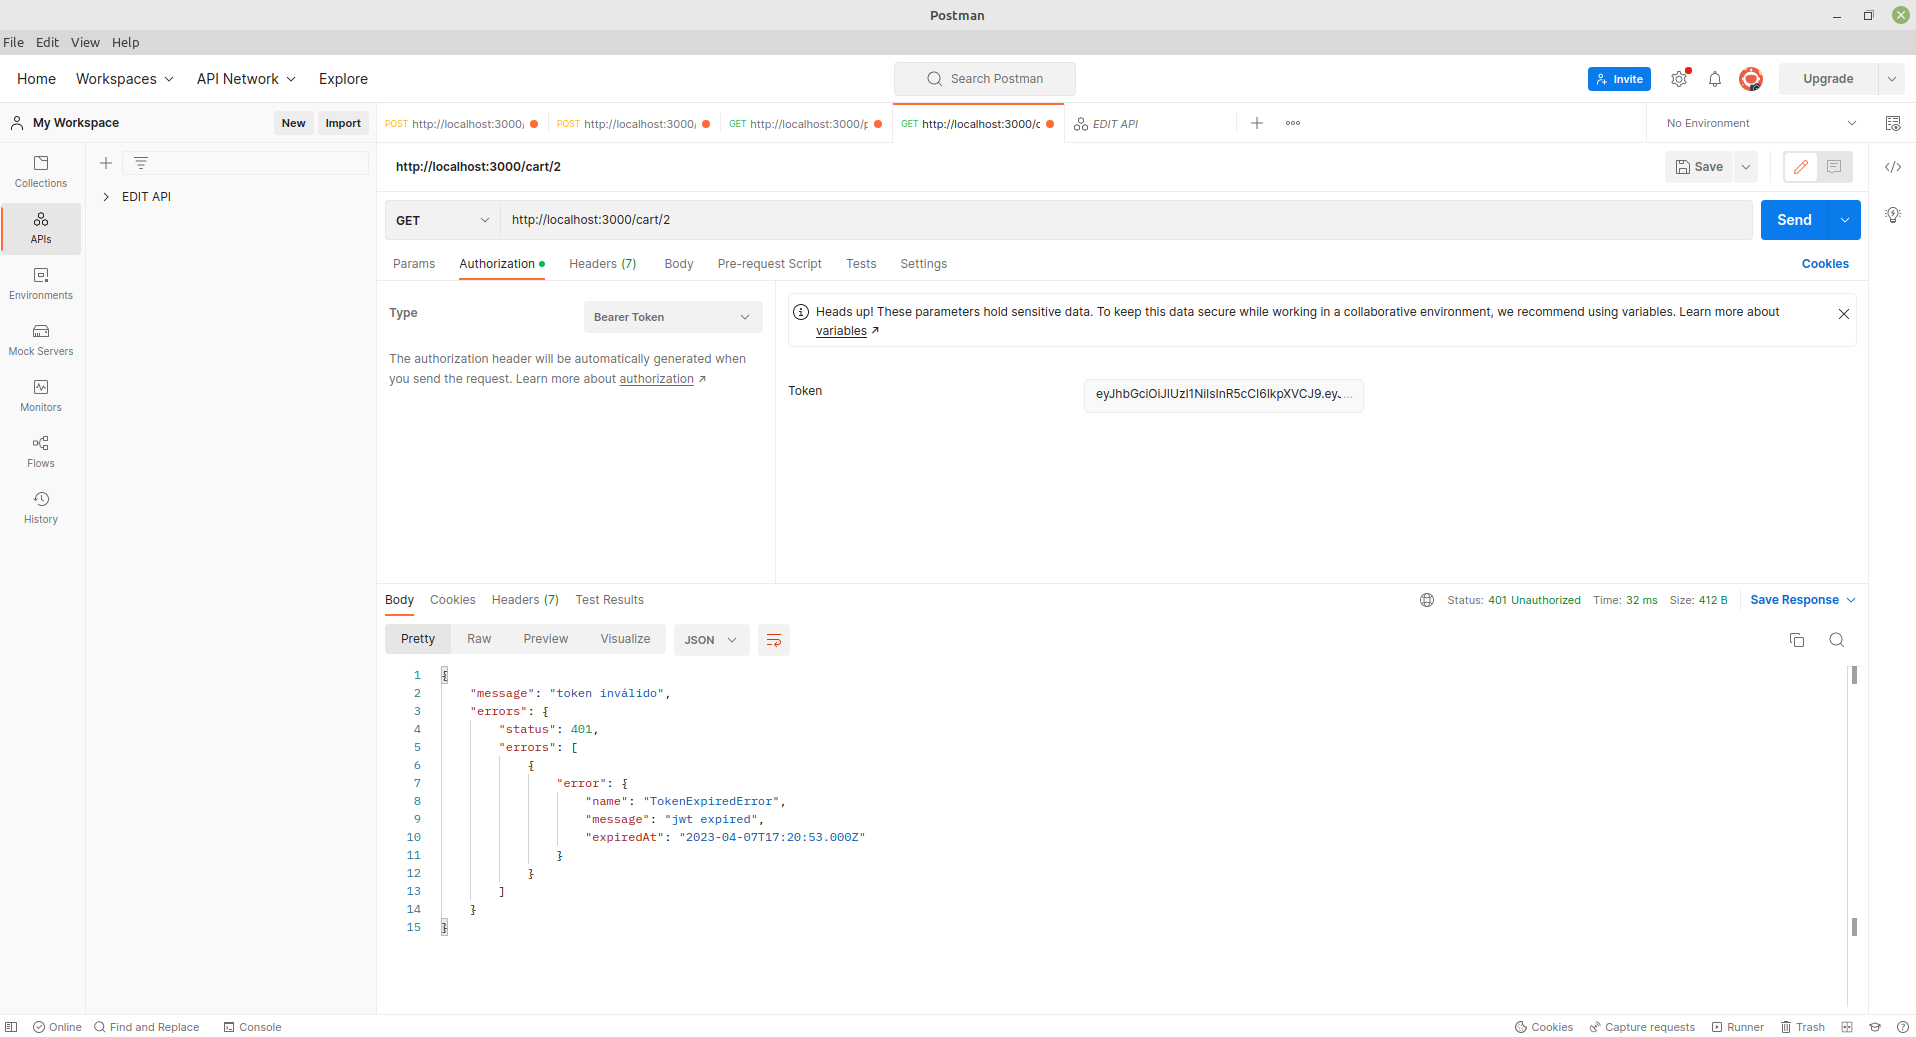 Postman
File Edit View Help
Home Workspaces API Network Explore Search Postman Invite Upgrade
My Workspace New Import POST http://localhost:3000/ POST http://localhost:3000/ GET http://localhost:3000/p GET http://localhost:3000/c EDIT API No Environment
Collections
APIs
Environments
Mock Servers
Monitors
Flows
History
EDIT API
http://localhost:3000/cart/2 Save
GET http://localhost:3000/cart/2 Send
Params Authorization Headers (7) Body Pre-request Script Tests Settings Cookies
Type Bearer Token
The authorization header will be automatically generated when
you send the request. Learn more about authorization ↗
Heads up! These parameters hold sensitive data. To keep this data secure while working in a collaborative environment, we recommend using variables. Learn more about
variables ↗
Token eyJhbGciOiJIUzI1NiIsInR5cCI6IkpXVCJ9.eyJ...
Body Cookies Headers (7) Test Results Status: 401 Unauthorized Time: 32 ms Size: 412 B Save Response
Pretty Raw Preview Visualize JSON
1 {
2 "message": "token inválido",
3 "errors": {
4 "status": 401,
5 "errors": [
6 {
7 "error": {
8 "name": "TokenExpiredError",
9 "message": "jwt expired",
10 "expiredAt": "2023-04-07T17:20:53.000Z"
11 }
12 }
13 ]
14 }
15 }
Online Find and Replace Console Cookies Capture requests Runner Trash